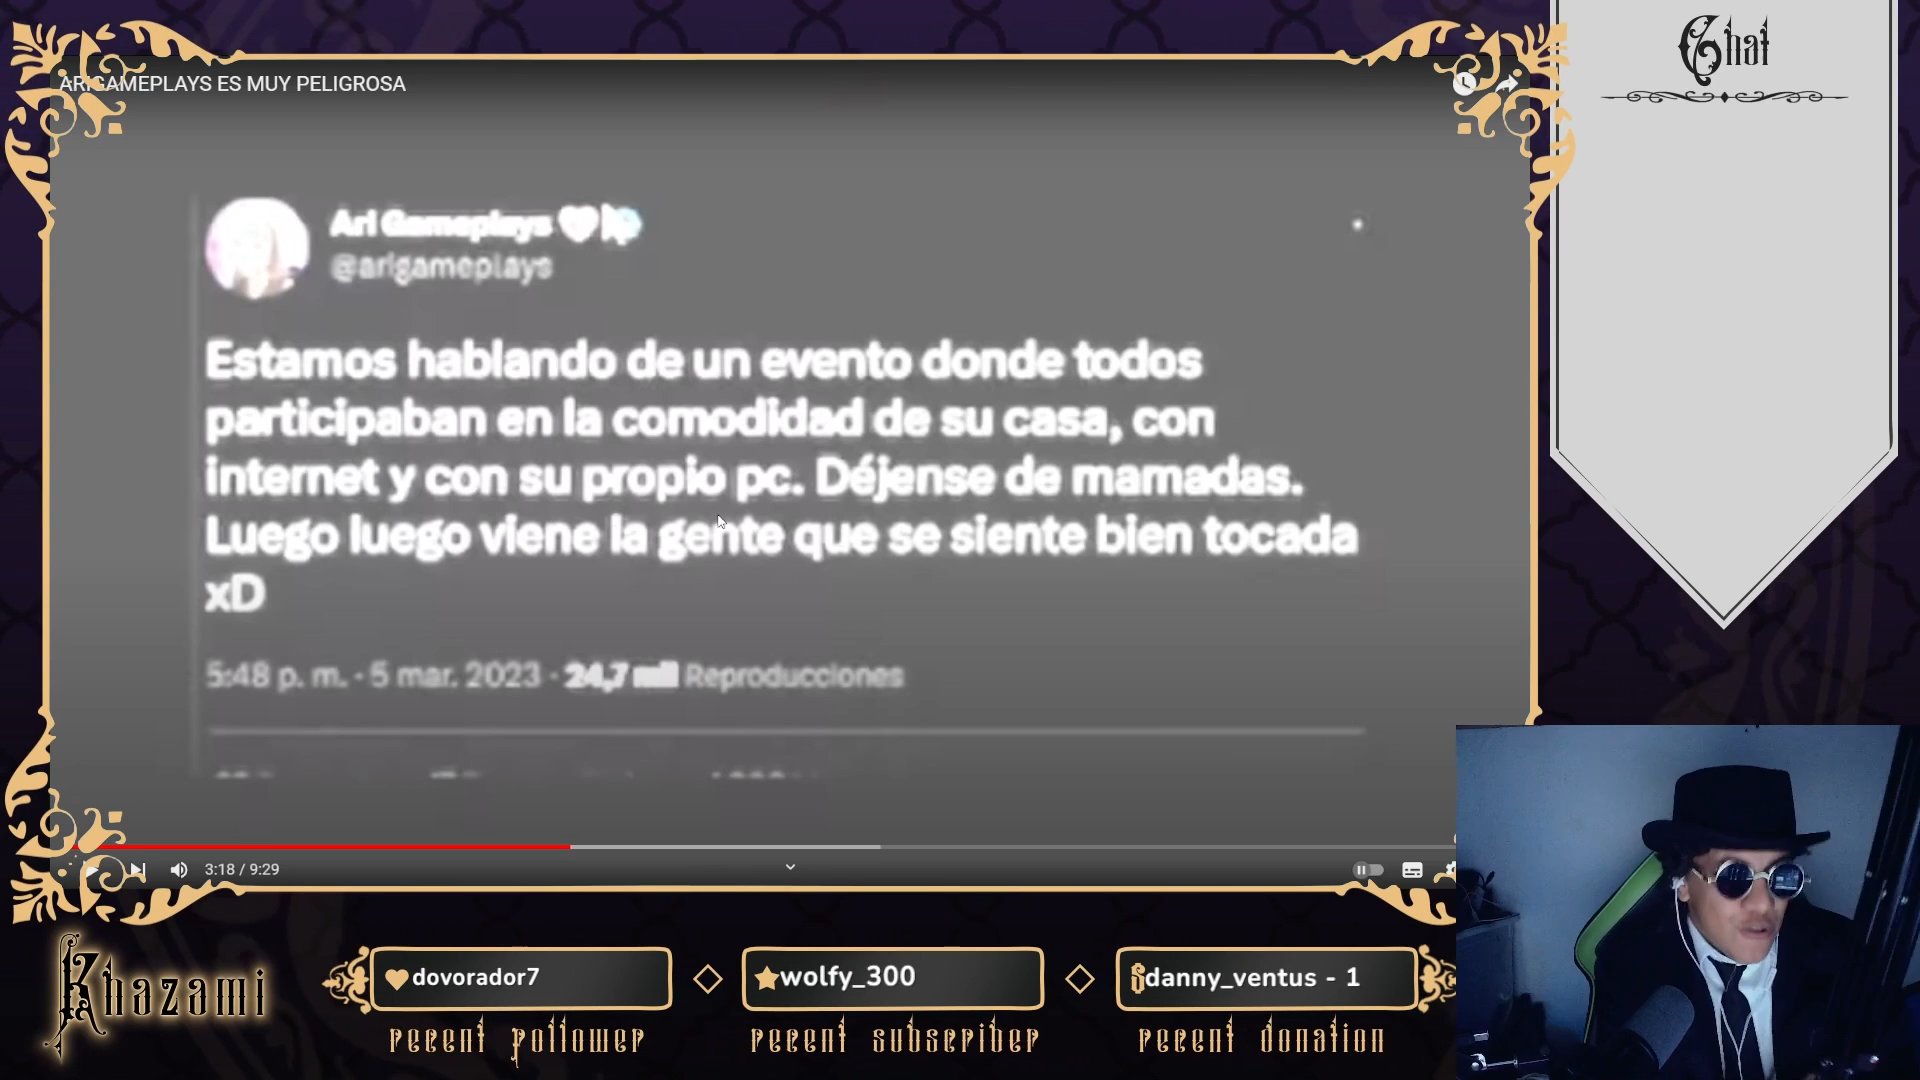 Chat
ARIGAMEPLAYS ES MUY PELIGROSA
Ari Gameplays
@arigameplays
Estamos hablando de un evento donde todos
participaban en la comodidad de su casa, con
internet y con su propio pc. Déjense de mamadas.
Luego luego viene la gente que se siente bien tocada
xD
5:48 p. m. · 5 mar. 2023 · 24,7 mil Reproducciones
3:18 / 9:29
Khazami
dovorador7
wolfy_300
danny_ventus - 1
recent follower
recent subscriber
recent donation